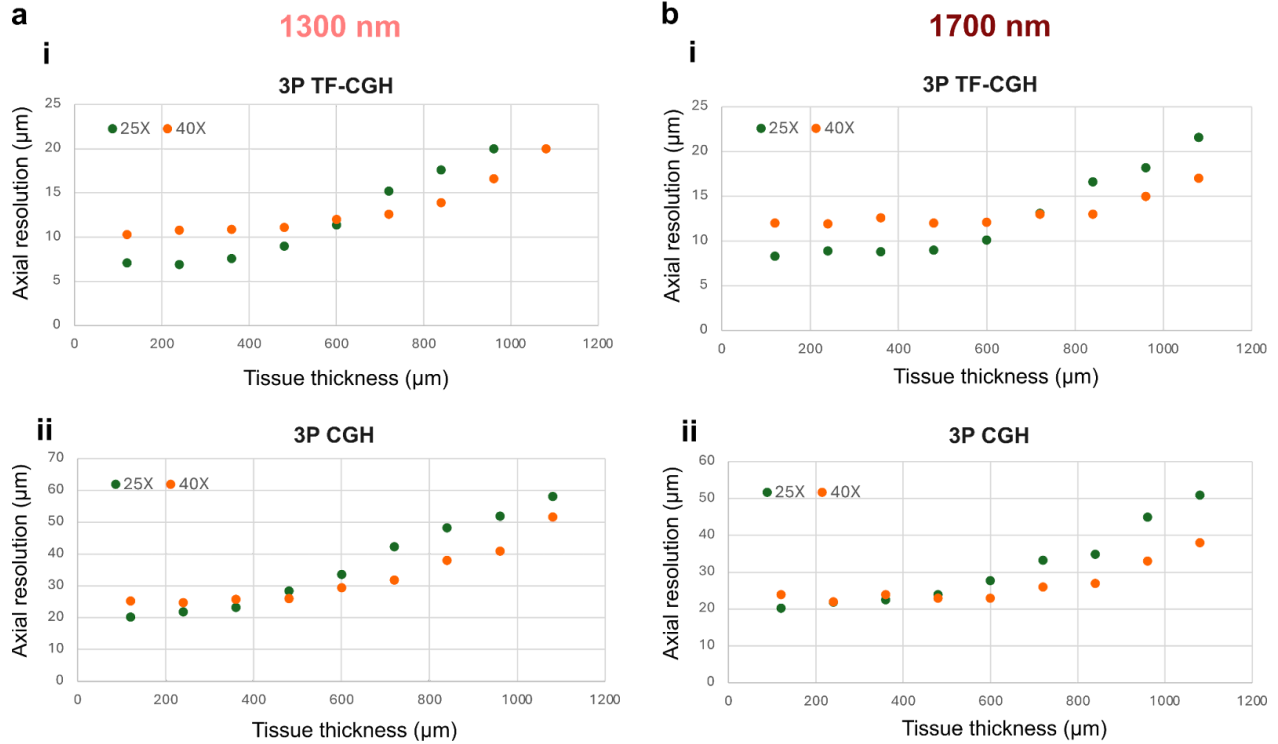 a
1300 nm
i
3P TF-CGH
Axial resolution (µm)
25
20
15
10
5
0
25X 40X
0 200 400 600 800 1000 1200
Tissue thickness (µm)
ii
3P CGH
Axial resolution (µm)
70
60
50
40
30
20
10
0
25X 40X
0 200 400 600 800 1000 1200
Tissue thickness (µm)
b
1700 nm
i
3P TF-CGH
Axial resolution (µm)
25
20
15
10
5
0
25X 40X
0 200 400 600 800 1000 1200
Tissue thickness (µm)
ii
3P CGH
Axial resolution (µm)
60
50
40
30
20
10
0
25X 40X
0 200 400 600 800 1000 1200
Tissue thickness (µm)